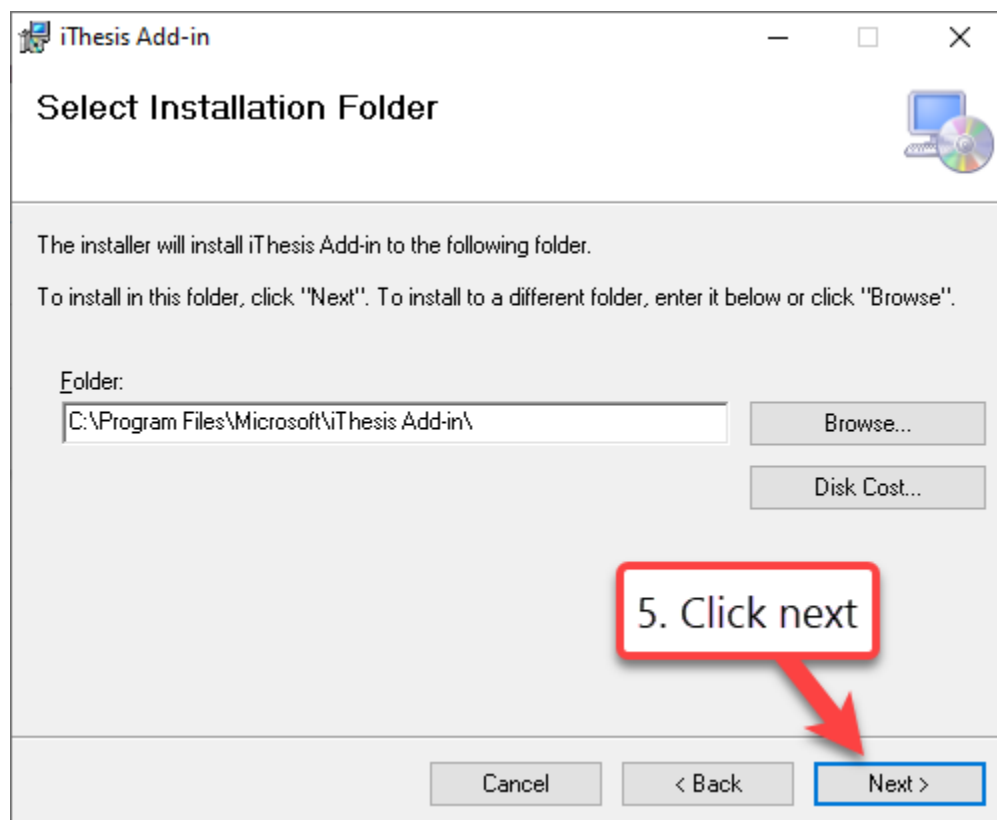 iThesis Add-in
Select Installation Folder
The installer will install iThesis Add-in to the following folder.
To install in this folder, click "Next". To install to a different folder, enter it below or click "Browse".
Folder:
C:\Program Files\Microsoft\iThesis Add-in\
Browse...
Disk Cost...
5. Click next
Cancel
< Back
Next >